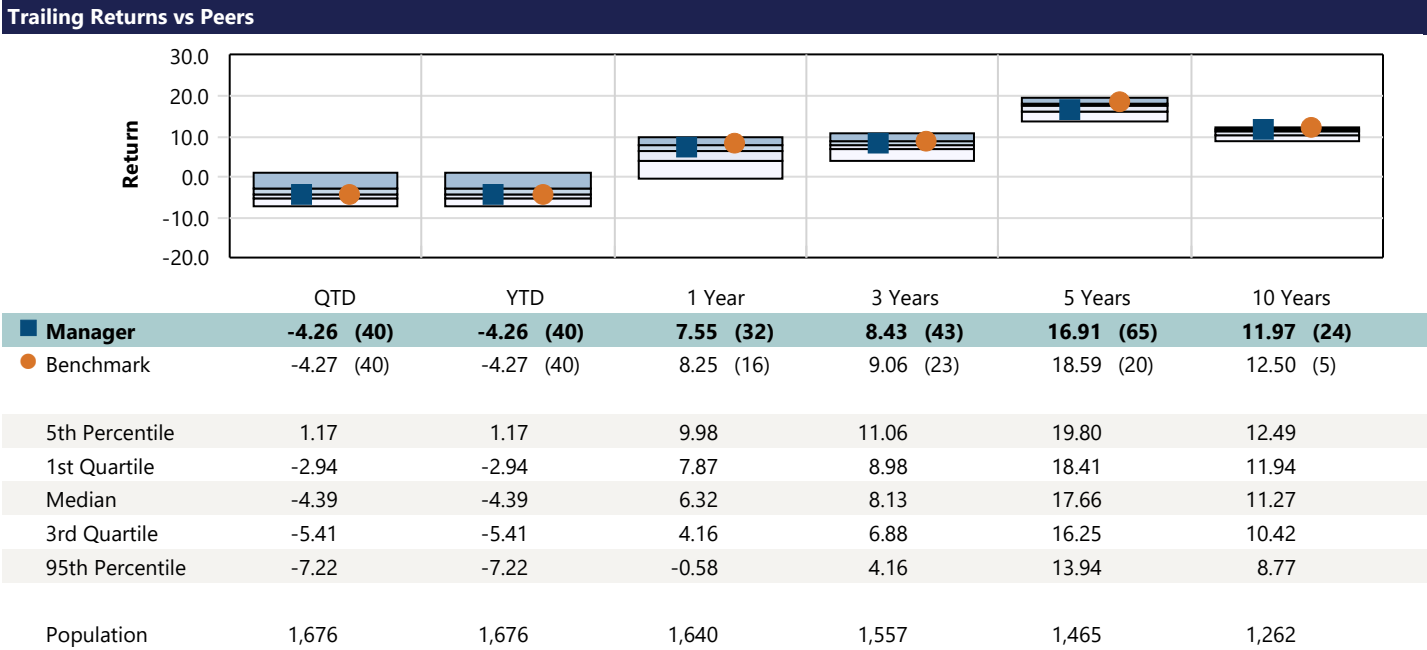 Trailing Returns vs Peers
30.0
20.0
10.0
0.0
-10.0
-20.0
Return
QTD YTD 1 Year 3 Years 5 Years 10 Years
Manager -4.26 (40) -4.26 (40) 7.55 (32) 8.43 (43) 16.91 (65) 11.97 (24)
Benchmark -4.27 (40) -4.27 (40) 8.25 (16) 9.06 (23) 18.59 (20) 12.50 (5)
5th Percentile 1.17 1.17 9.98 11.06 19.80 12.49
1st Quartile -2.94 -2.94 7.87 8.98 18.41 11.94
Median -4.39 -4.39 6.32 8.13 17.66 11.27
3rd Quartile -5.41 -5.41 4.16 6.88 16.25 10.42
95th Percentile -7.22 -7.22 -0.58 4.16 13.94 8.77
Population 1,676 1,676 1,640 1,557 1,465 1,262